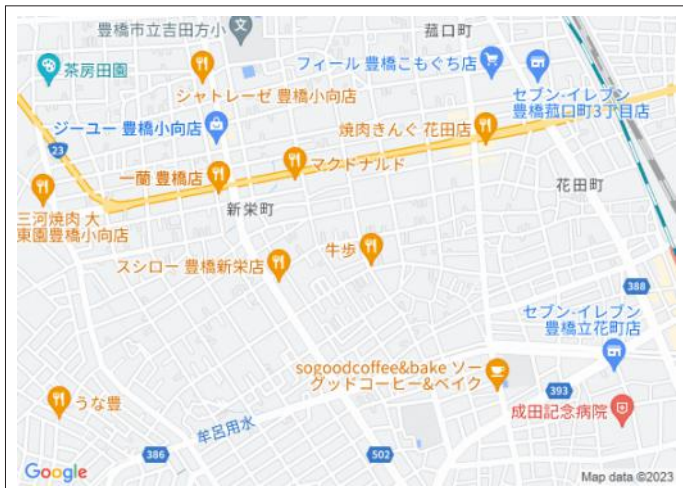 豊橋市立吉田方小
菰口町
茶房田園
フィール 豊橋こもぐち店
シャトレーゼ 豊橋小向店
セブン-イレブン
豊橋菰口町3丁目店
ジーユー 豊橋小向店
焼肉きんぐ 花田店
23
マクドナルド
一蘭 豊橋店
花田町
新栄町
三河焼肉 大
東園豊橋小向店
牛歩
スシロー 豊橋新栄店
388
セブン-イレブン
豊橋立花町店
sogoodcoffee&bake ソー
グッドコーヒー&ベイク
393
うな豊
成田記念病院
牟呂用水
386
502
Google
Map data ©2023